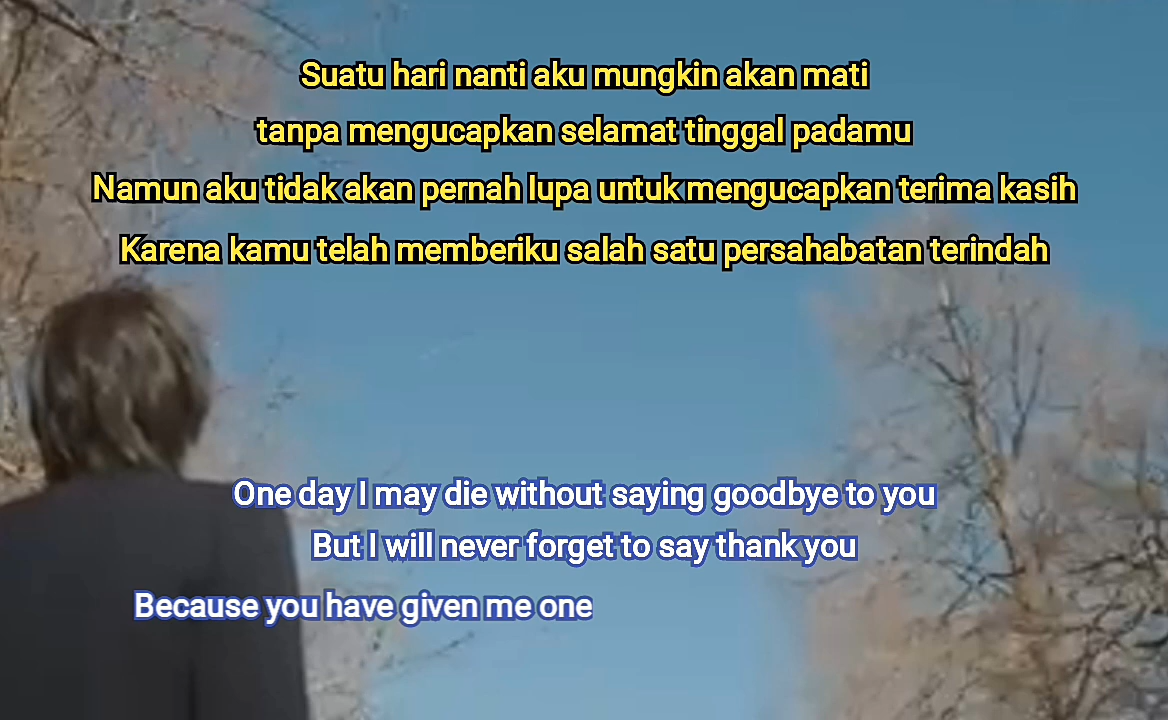 Suatu hari nanti aku mungkin akan mati
tanpa mengucapkan selamat tinggal padamu
Namun aku tidak akan pernah lupa untuk mengucapkan terima kasih
Karena kamu telah memberiku salah satu persahabatan terindah
One day I may die without saying goodbye to you
But I will never forget to say thank you
Because you have given me one